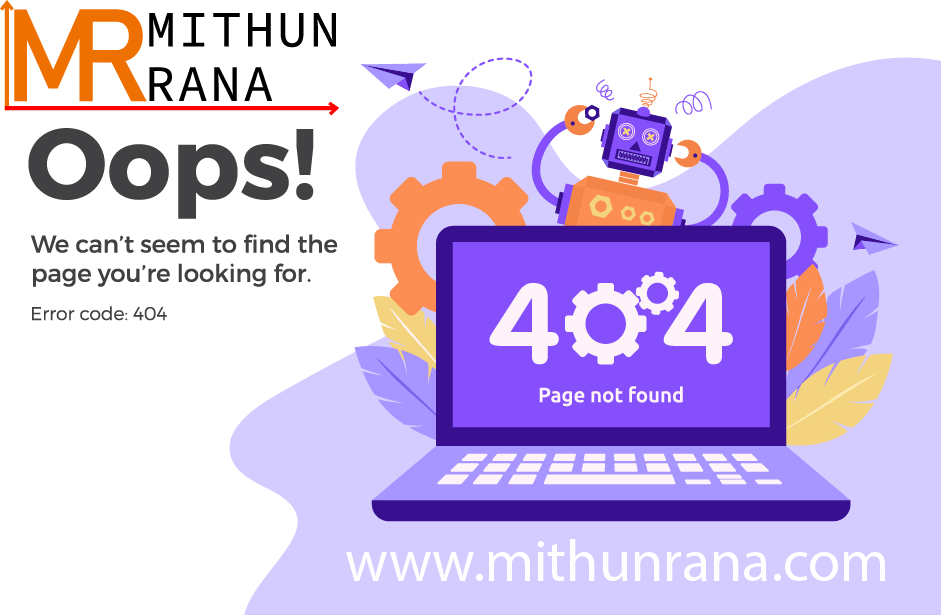 MR MITHUN
RANA
Oops!
We can’t seem to find the
page you’re looking for.
Error code: 404
404
Page not found
www.mithunrana.com